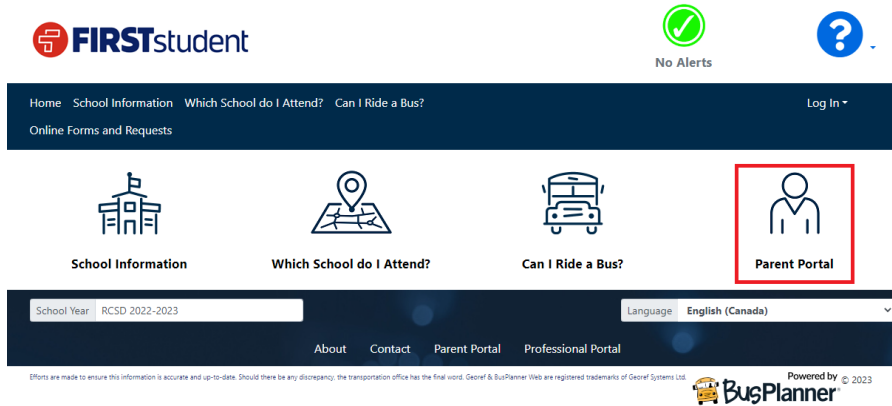 FIRSTstudent
No Alerts
?
Home School Information Which School do I Attend? Can I Ride a Bus?
Log In
Online Forms and Requests
School Information
Which School do I Attend?
Can I Ride a Bus?
Parent Portal
School Year RCSD 2022-2023
Language English (Canada)
About Contact Parent Portal Professional Portal
Efforts are made to ensure this information is accurate and up-to-date. Should there be any discrepancy, the transportation office has the final word. Georef & BusPlanner Web are registered trademarks of Georef Systems Ltd.
Powered by © 2023
BusPlanner